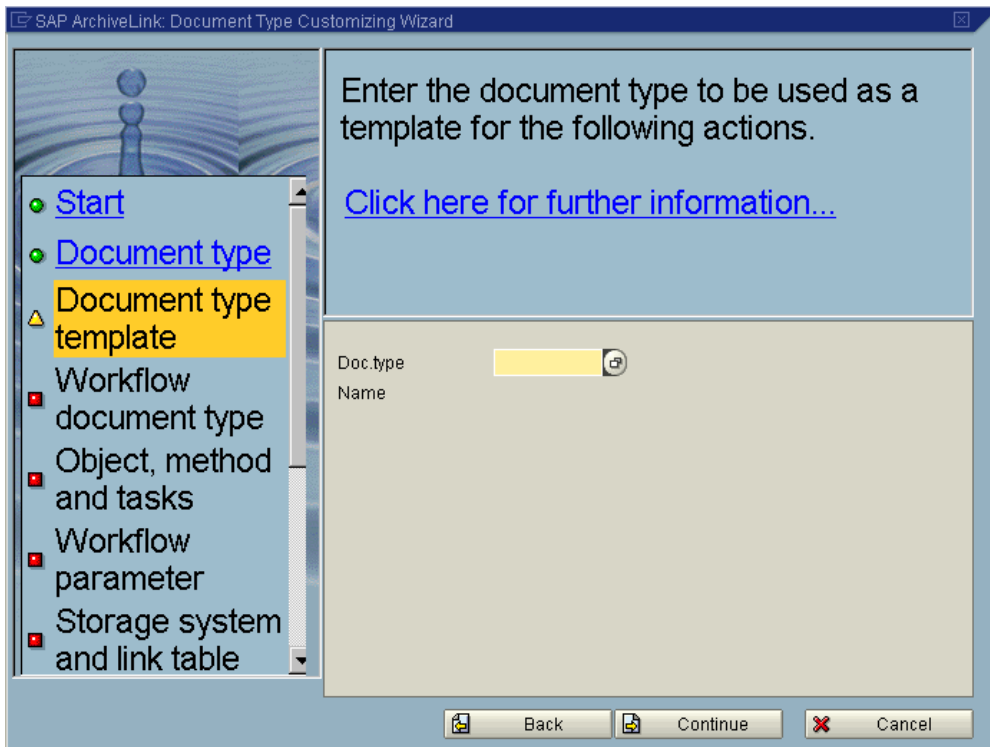 SAP ArchiveLink: Document Type Customizing Wizard
Enter the document type to be used as a
template for the following actions.
Click here for further information...
Start
Document type
Document type
template
Workflow
document type
Object, method
and tasks
Workflow
parameter
Storage system
and link table
Doc.type
Name
Back
Continue
Cancel